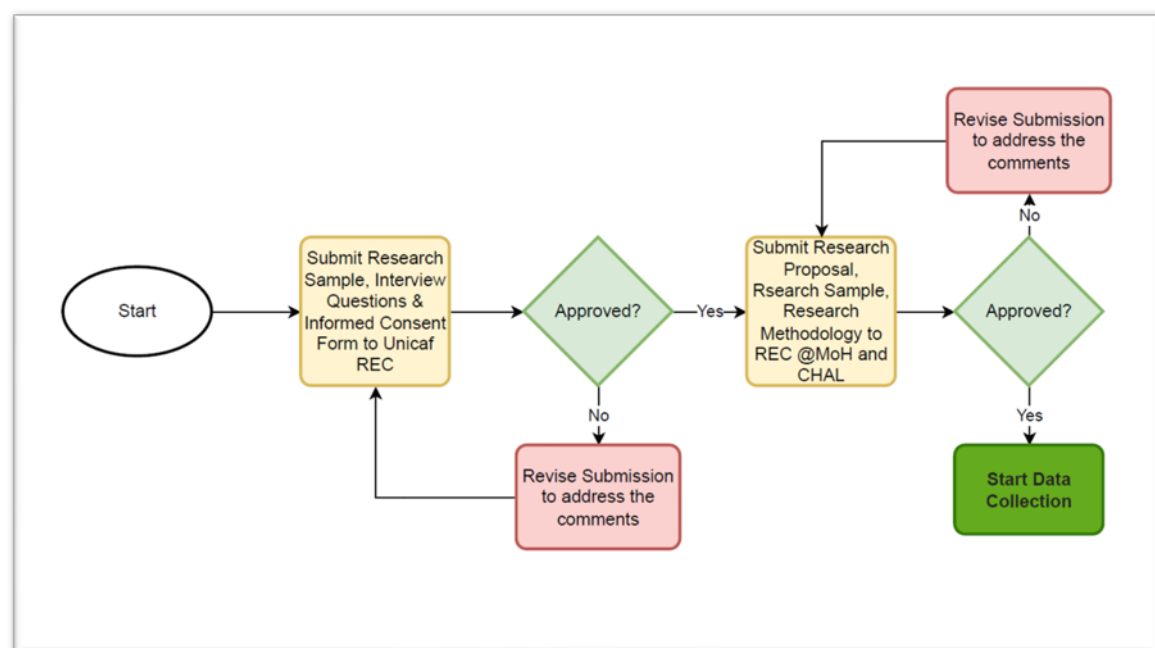 Start
Submit Research
Sample, Interview
Questions &
Informed Consent
Form to Unicaf
REC
Approved?
Yes
No
Revise Submission
to address the
comments
Submit Research
Proposal,
Rsearch Sample,
Research
Methodology to
REC @MoH and
CHAL
Approved?
No
Revise Submission
to address the
comments
Yes
Start Data
Collection